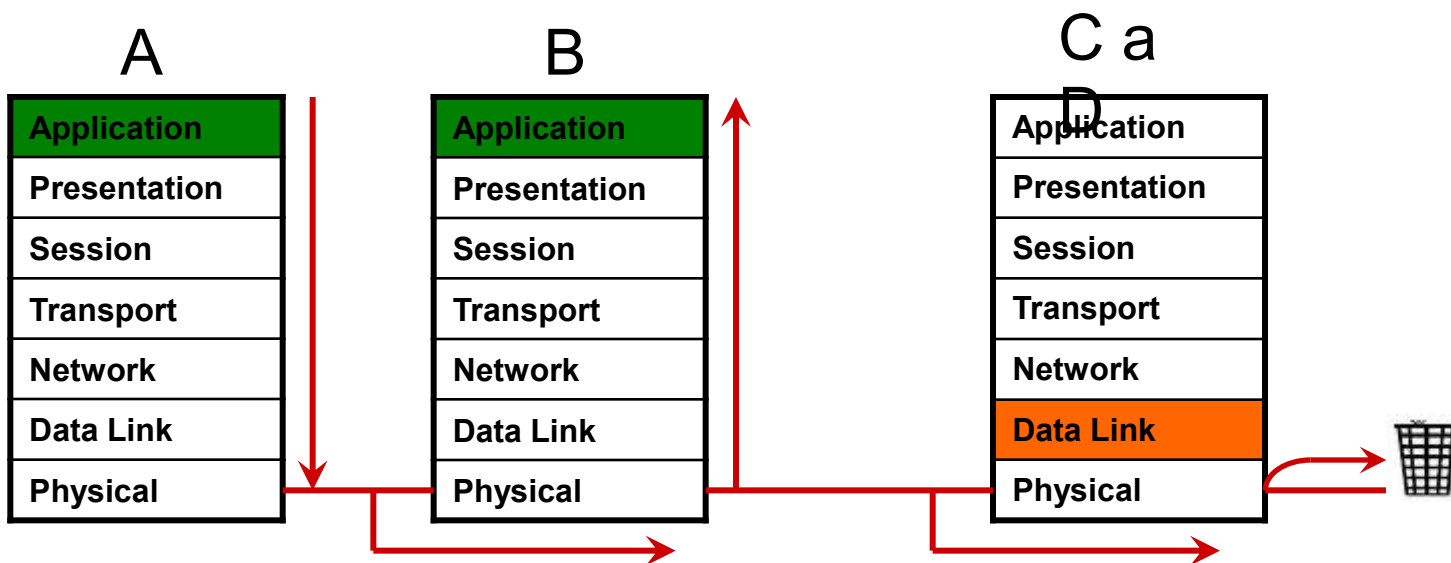 A
Application
Presentation
Session
Transport
Network
Data Link
Physical
B
Application
Presentation
Session
Transport
Network
Data Link
Physical
C a
D
Application
Presentation
Session
Transport
Network
Data Link
Physical